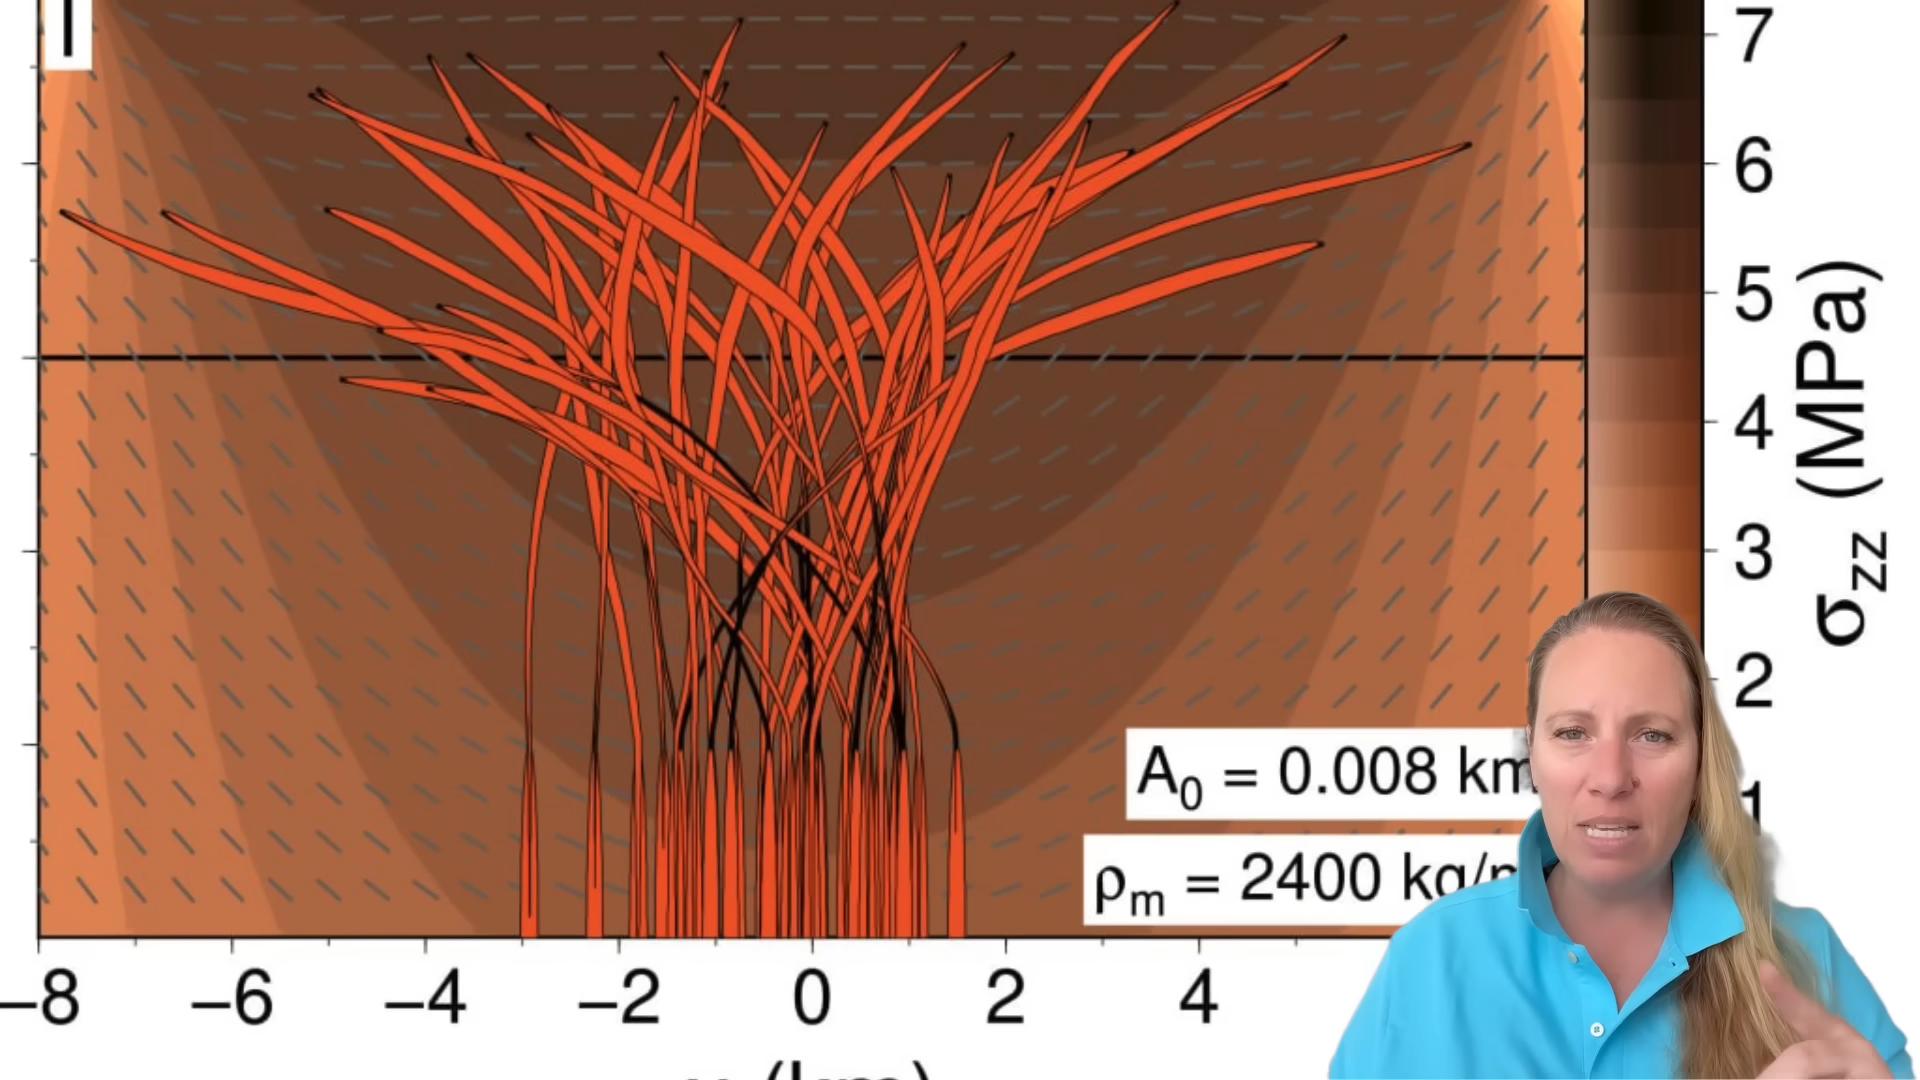 7
6
5
4
3
2
1
σzz (MPa)
A0 = 0.008
ρm = 2400
–8 –6 –4 –2 0 2 4
(km)